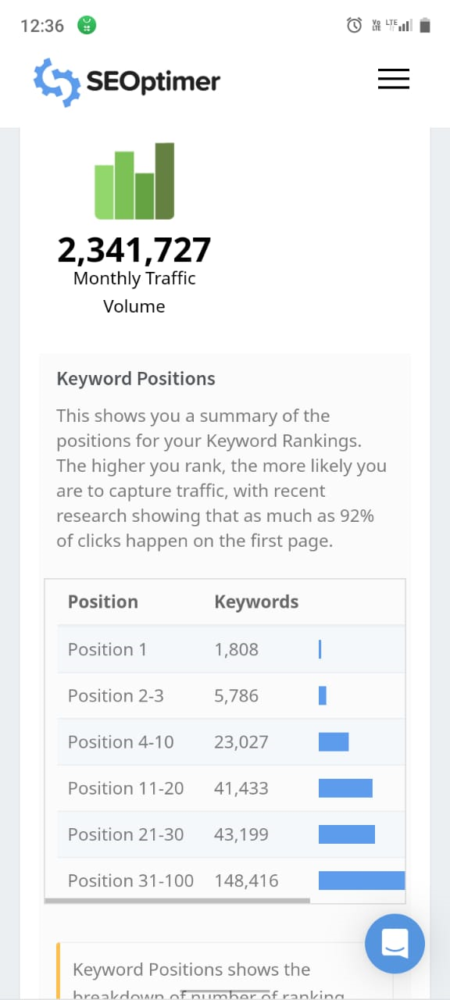 12:36
Vo LTE LTE
SEOptimer
2,341,727
Monthly Traffic
Volume
Keyword Positions
This shows you a summary of the
positions for your Keyword Rankings.
The higher you rank, the more likely you
are to capture traffic, with recent
research showing that as much as 92%
of clicks happen on the first page.
Position Keywords
Position 1 1,808
Position 2-3 5,786
Position 4-10 23,027
Position 11-20 41,433
Position 21-30 43,199
Position 31-100 148,416
Keyword Positions shows the
breakdown of number of ranking